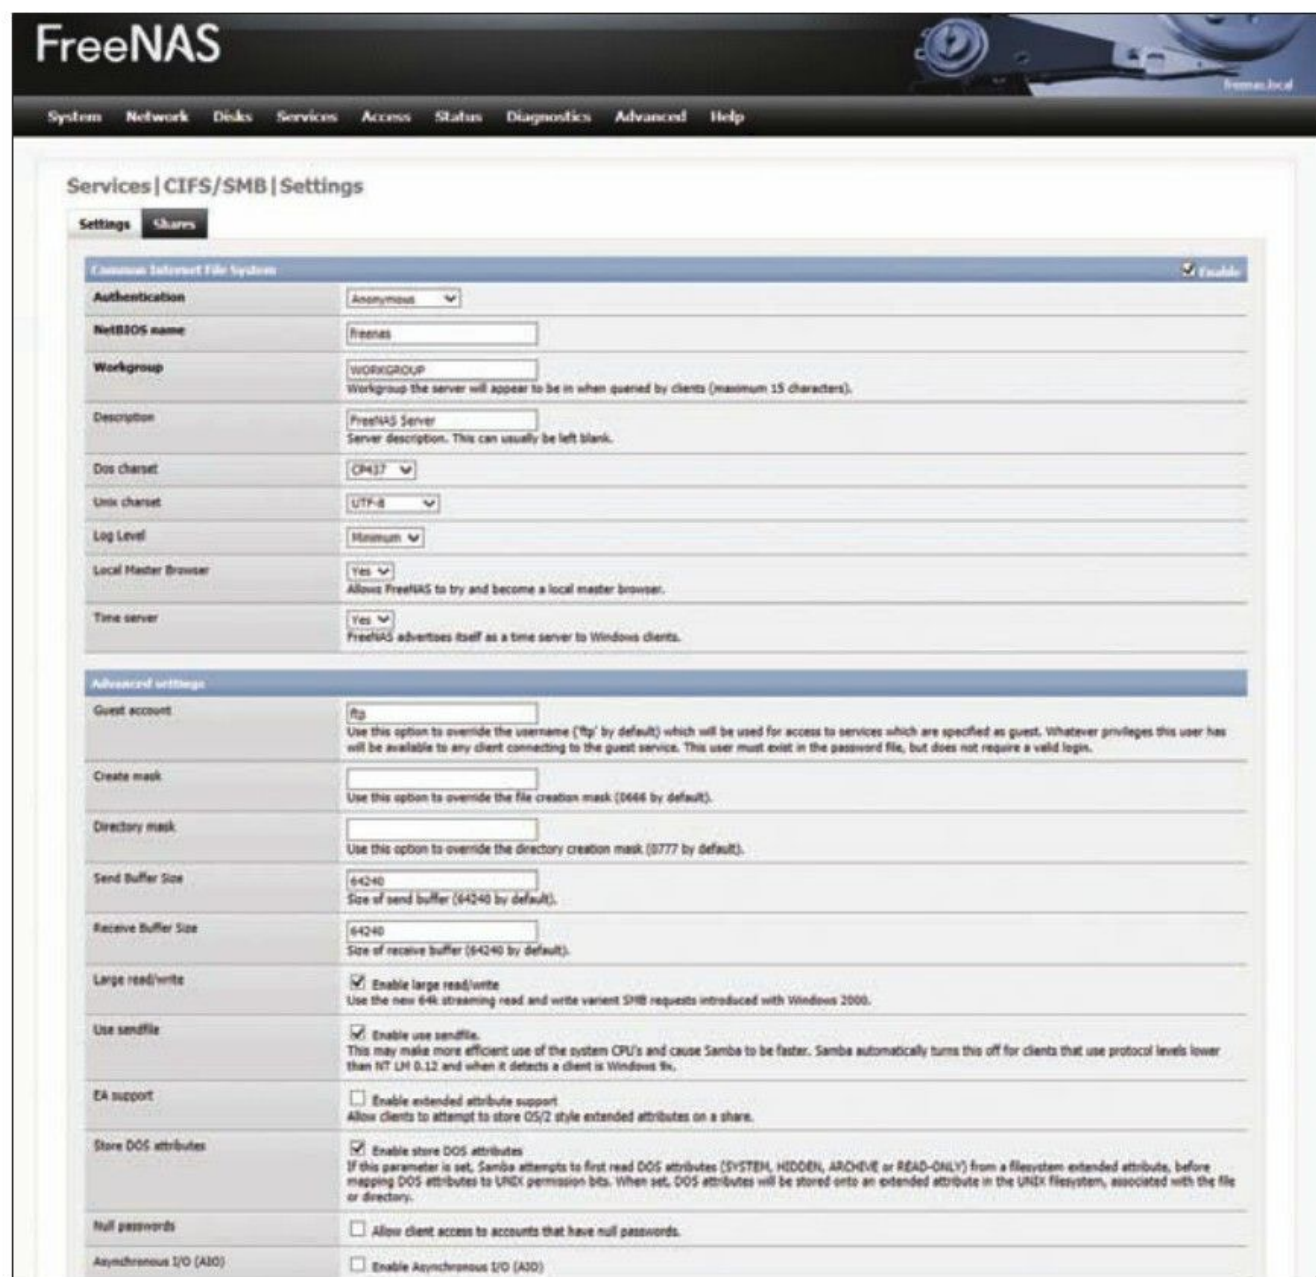 FreeNAS
freenas.local
System Network Disks Services Access Status Diagnostics Advanced Help
Services|CIFS/SMB|Settings
Settings Shares
Common Internet File System Enable
Authentication Anonymous
NetBIOS name freenas
Workgroup WORKGROUP
Workgroup the server will appear to be in when queried by clients (maximum 15 characters).
Description FreeNAS Server
Server description. This can usually be left blank.
Dos charset CP437
Unix charset UTF-8
Log Level Minimum
Local Master Browser Yes
Allows FreeNAS to try and become a local master browser.
Time server Yes
FreeNAS advertises itself as a time server to Windows clients.
Advanced settings
Guest account ftp
Use this option to override the username ('ftp' by default) which will be used for access to services which are specified as guest. Whatever privileges this user has
will be available to any client connecting to the guest service. This user must exist in the password file, but does not require a valid login.
Create mask
Use this option to override the file creation mask (0666 by default).
Directory mask
Use this option to override the directory creation mask (0777 by default).
Send Buffer Size 64240
Size of send buffer (64240 by default).
Receive Buffer Size 64240
Size of receive buffer (64240 by default).
Large read/write Enable large read/write
Use the new 64k streaming read and write varient SMB requests introduced with Windows 2000.
Use sendfile Enable use sendfile.
This may make more efficient use of the system CPU's and cause Samba to be faster. Samba automatically turns this off for clients that use protocol levels lower
than NT LM 0.12 and when it detects a client is Windows 9x.
EA support Enable extended attribute support
Allow clients to attempt to store OS/2 style extended attributes on a share.
Store DOS attributes Enable store DOS attributes
If this parameter is set, Samba attempts to first read DOS attributes (SYSTEM, HIDDEN, ARCHIVE or READ-ONLY) from a filesystem extended attribute, before
mapping DOS attributes to UNIX permission bits. When set, DOS attributes will be stored onto an extended attribute in the UNIX filesystem, associated with the file
or directory.
Null passwords Allow client access to accounts that have null passwords.
Asynchronous I/O (AIO) Enable Asynchronous I/O (AIO)